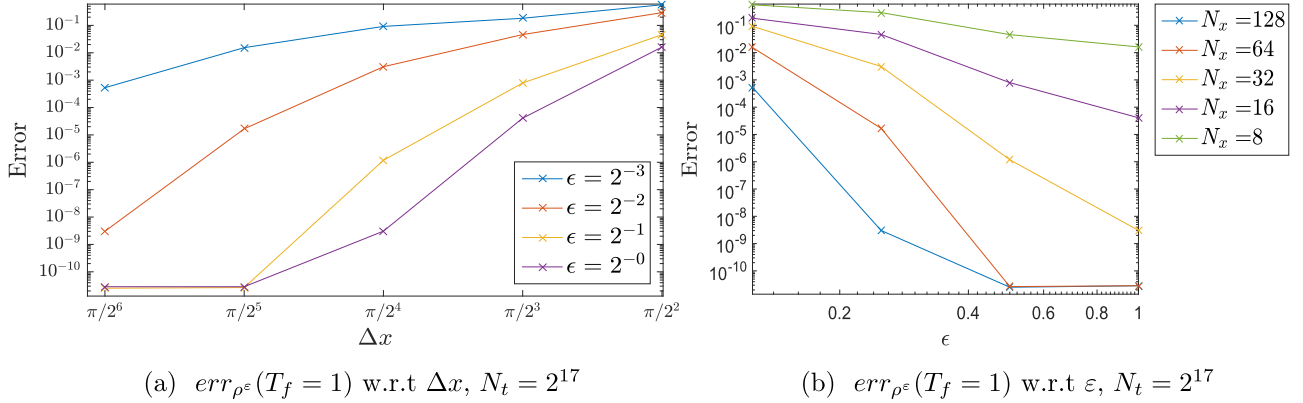 10^{-1}
10^{-2}
10^{-3}
10^{-4}
10^{-5}
10^{-6}
10^{-7}
10^{-8}
10^{-9}
10^{-10}
Error
π/2^6
π/2^5
π/2^4
π/2^3
π/2^2
Δx
ϵ = 2^{-3}
ϵ = 2^{-2}
ϵ = 2^{-1}
ϵ = 2^{-0}
(a) err_{ρ^ε}(T_f = 1) w.r.t Δx, N_t = 2^{17}
10^{-1}
10^{-2}
10^{-3}
10^{-4}
10^{-5}
10^{-6}
10^{-7}
10^{-8}
10^{-9}
10^{-10}
Error
0.2
0.4
0.6
0.8
1
ϵ
N_x =128
N_x =64
N_x =32
N_x =16
N_x =8
(b) err_{ρ^ε}(T_f = 1) w.r.t ε, N_t = 2^{17}